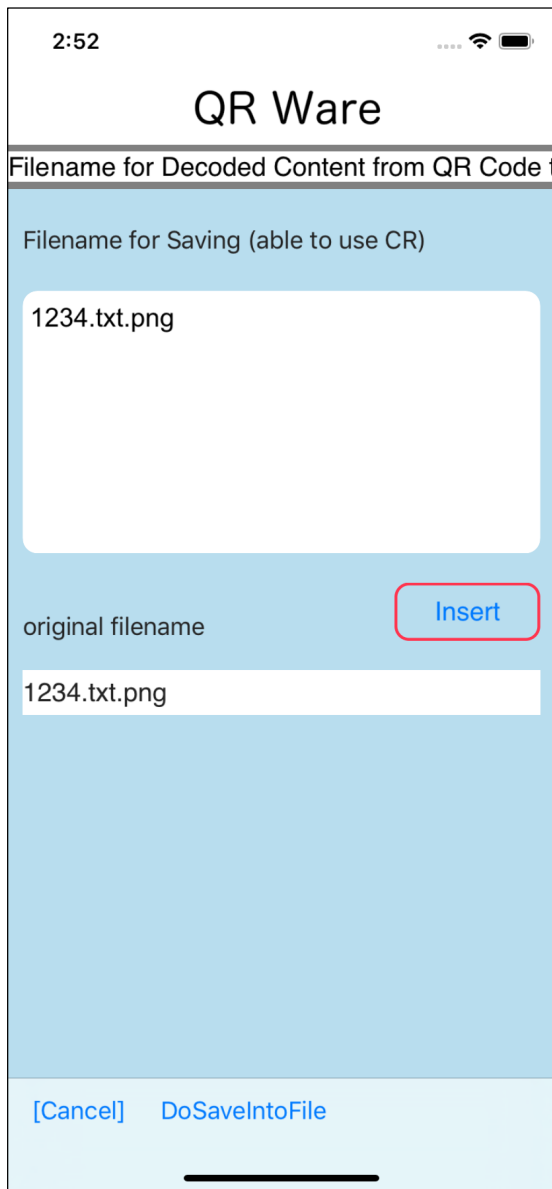 2:52
QR Ware
Filename for Decoded Content from QR Code
Filename for Saving (able to use CR)
1234.txt.png
Insert
original filename
1234.txt.png
[Cancel] DoSaveIntoFile